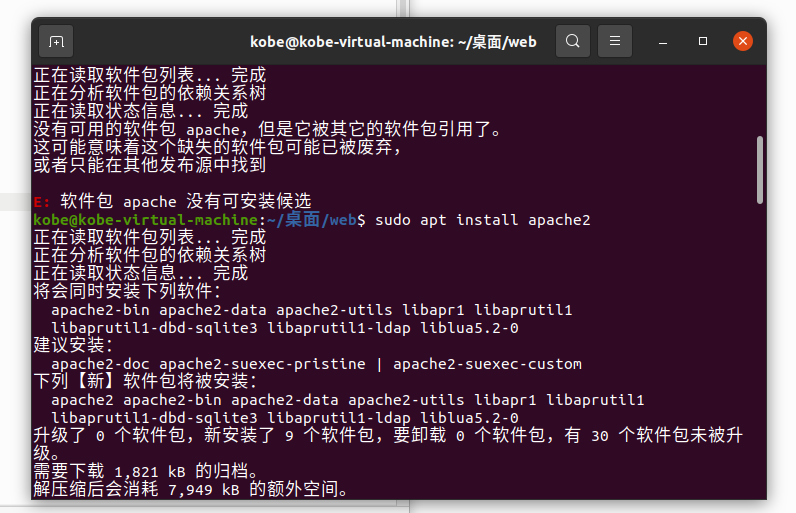 kobe@kobe-virtual-machine: ~/桌面/web
正在读取软件包列表... 完成
正在分析软件包的依赖关系树
正在读取状态信息... 完成
没有可用的软件包 apache，但是它被其它的软件包引用了。
这可能意味着这个缺失的软件包可能已被废弃，
或者只能在其他发布源中找到
E: 软件包 apache 没有可安装候选
kobe@kobe-virtual-machine:~/桌面/web$ sudo apt install apache2
正在读取软件包列表... 完成
正在分析软件包的依赖关系树
正在读取状态信息... 完成
将会同时安装下列软件：
apache2-bin apache2-data apache2-utils libapr1 libaprutil1
libaprutil1-dbd-sqlite3 libaprutil1-ldap liblua5.2-0
建议安装：
apache2-doc apache2-suexec-pristine | apache2-suexec-custom
下列【新】软件包将被安装：
apache2 apache2-bin apache2-data apache2-utils libapr1 libaprutil1
libaprutil1-dbd-sqlite3 libaprutil1-ldap liblua5.2-0
升级了 0 个软件包，新安装了 9 个软件包，要卸载 0 个软件包，有 30 个软件包未被升
级。
需要下载 1,821 kB 的归档。
解压缩后会消耗 7,949 kB 的额外空间。